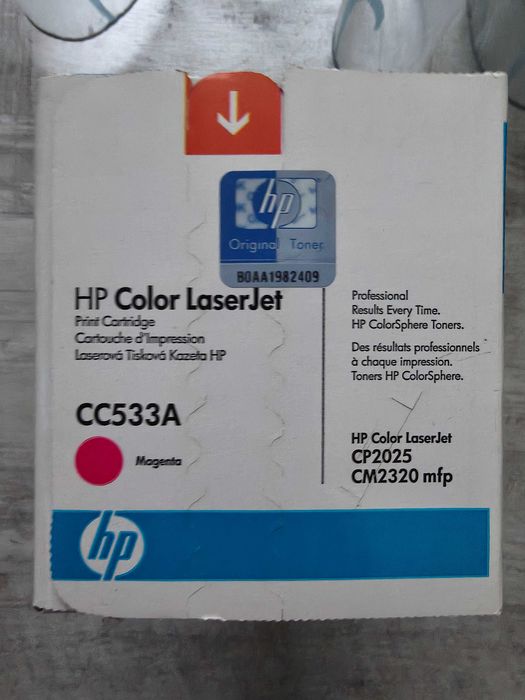 hp
Original Toner
B0AA1982409
HP Color LaserJet
Print Cartridge
Cartouche d'Impression
Laserová Tisková Kazeta HP
CC533A
Magenta
Professional
Results Every Time.
HP ColorSphere Toners.
Des résultats professionnels
à chaque impression.
Toners HP ColorSphere.
HP Color LaserJet
CP2025
CM2320 mfp
hp